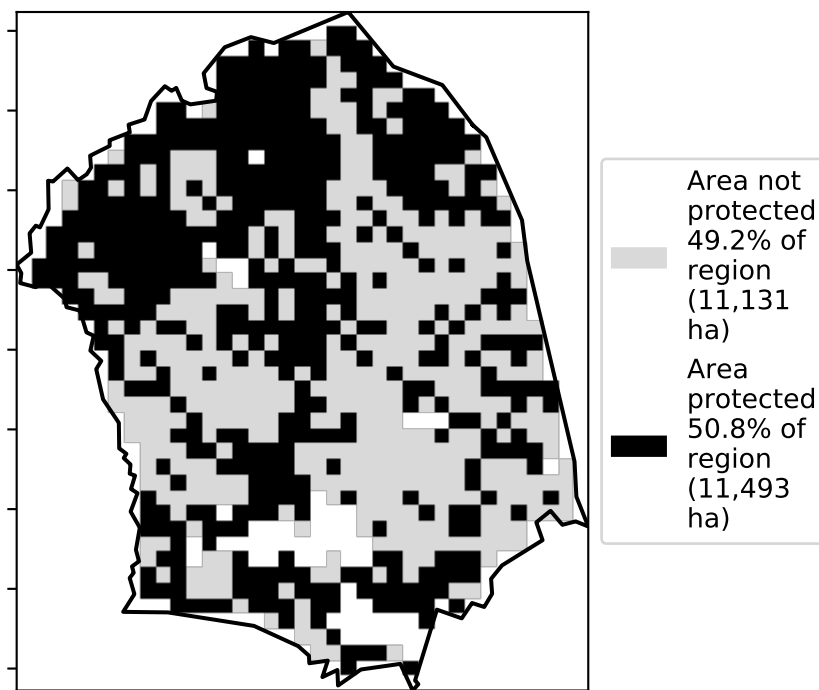 Area not
protected
49.2% of
region
(11,131
ha)
Area
protected
50.8% of
region
(11,493
ha)